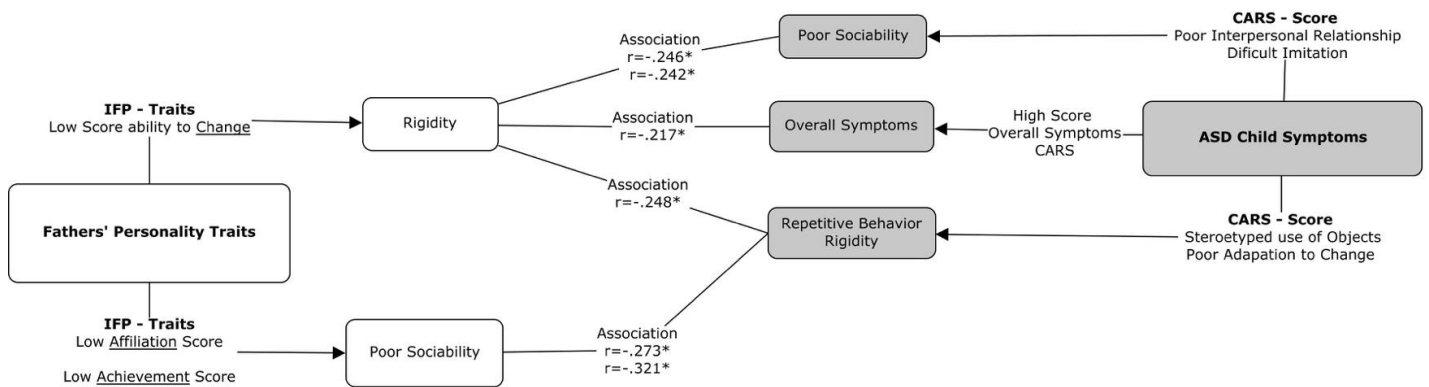 CARS - Score
Poor Interpersonal Relationship
Dificult Imitation
Poor Sociability
Association
r=-.246*
r=-.242*
IFP - Traits
Low Score ability to Change
Rigidity
Association
r=-.217*
Overall Symptoms
High Score
Overall Symptoms
CARS
ASD Child Symptoms
Association
r=-.248*
Fathers' Personality Traits
Repetitive Behavior
Rigidity
CARS - Score
Steroetyped use of Objects
Poor Adapation to Change
IFP - Traits
Low Affiliation Score
Low Achievement Score
Poor Sociability
Association
r=-.273*
r=-.321*